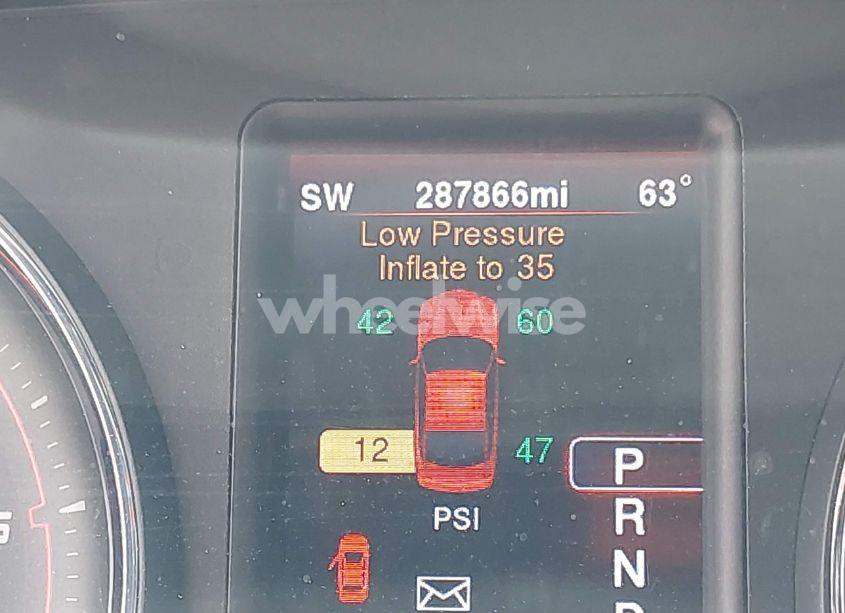 SW 287866mi 63°
Low Pressure
Inflate to 35
wheelwise
42 60
12 47
PSI
P
R
N